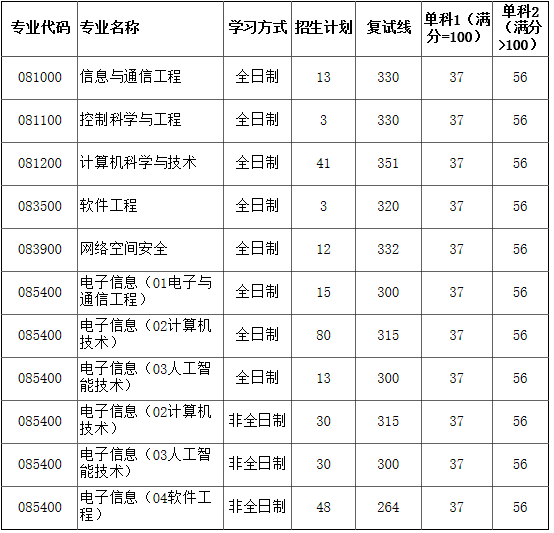 专业代码 专业名称 学习方式 招生计划 复试线 单科1（满分=100） 单科2（满分>100）
081000 信息与通信工程 全日制 13 330 37 56
081100 控制科学与工程 全日制 3 330 37 56
081200 计算机科学与技术 全日制 41 351 37 56
083500 软件工程 全日制 3 320 37 56
083900 网络空间安全 全日制 12 332 37 56
085400 电子信息（01电子与通信工程） 全日制 15 300 37 56
085400 电子信息（02计算机技术） 全日制 80 315 37 56
085400 电子信息（03人工智能技术） 全日制 13 300 37 56
085400 电子信息（02计算机技术） 非全日制 30 315 37 56
085400 电子信息（03人工智能技术） 非全日制 30 300 37 56
085400 电子信息（04软件工程） 非全日制 48 264 37 56